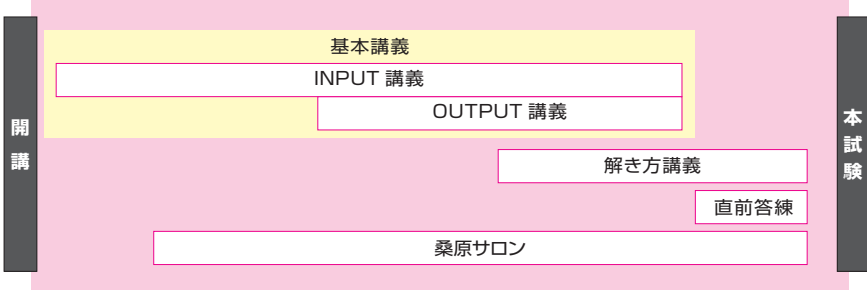 開講
基本講義
INPUT 講義
OUTPUT 講義
解き方講義
直前答練
桑原サロン
本試験